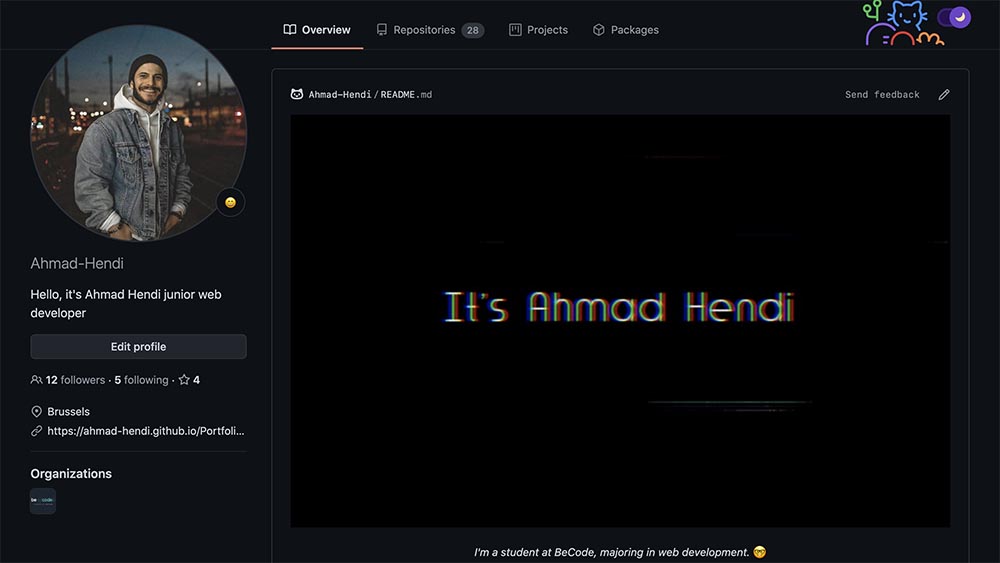 Overview Repositories 28 Projects Packages
Ahmad-Hendi/README.md Send feedback
It's Ahmad Hendi
Ahmad-Hendi
Hello, it's Ahmad Hendi junior web
developer
Edit profile
12 followers · 5 following · 4
Brussels
https://ahmad-hendi.github.io/Portfoli...
Organizations
be code
I'm a student at BeCode, majoring in web development. 🤓